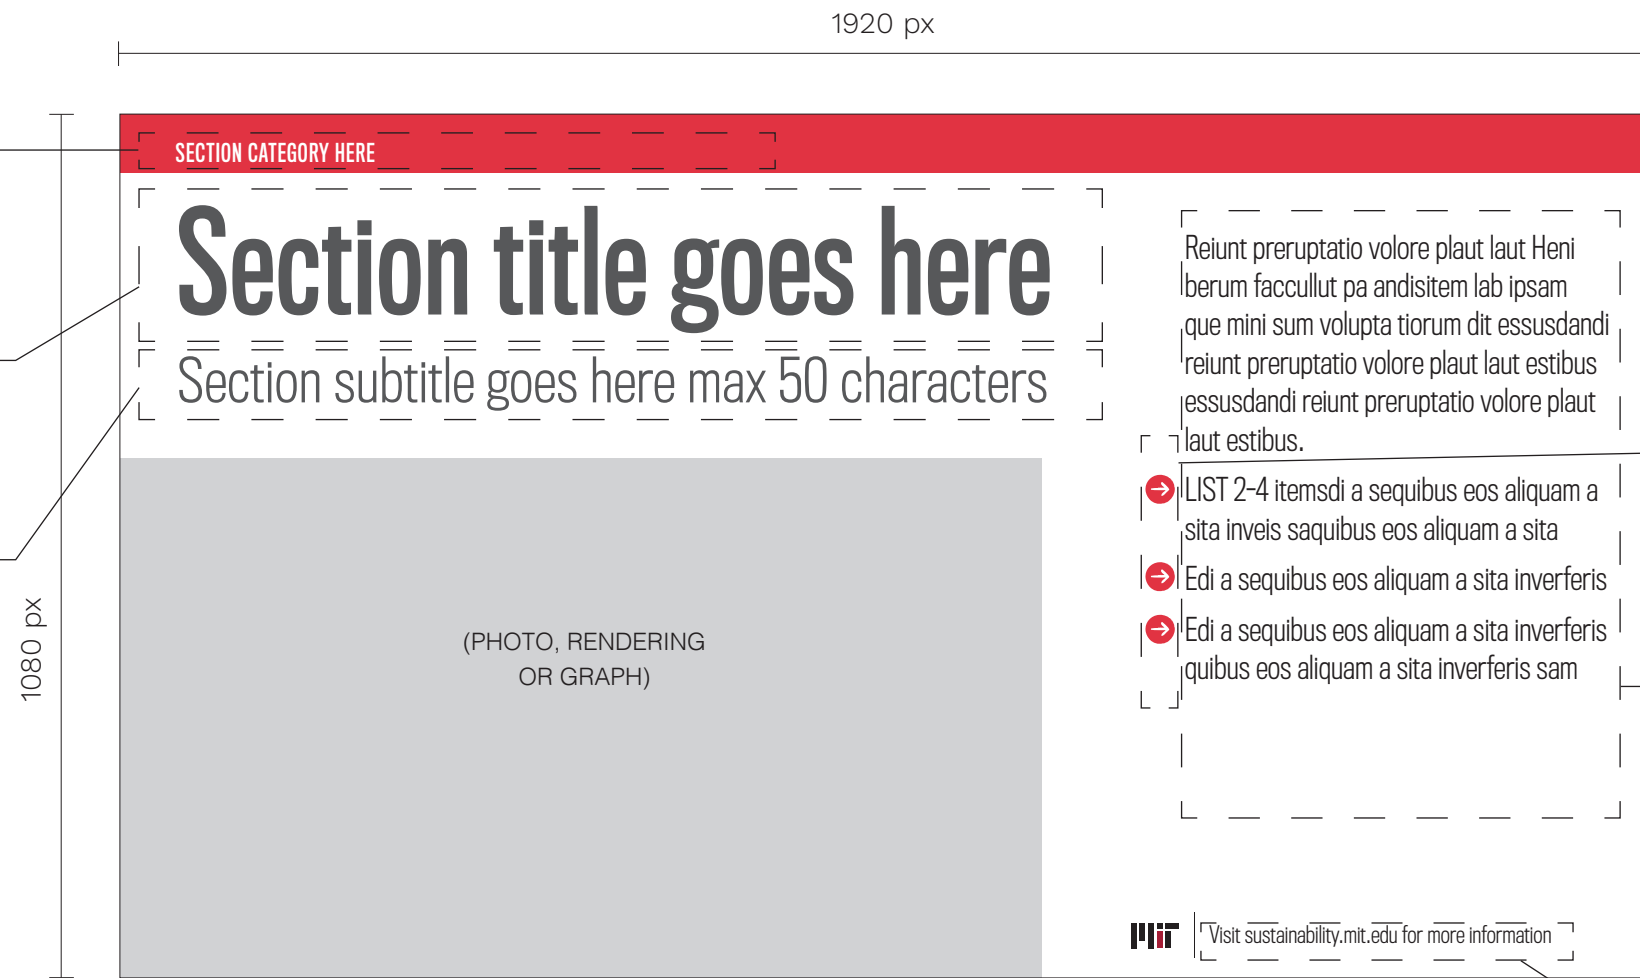 1920 px
1080 px
SECTION CATEGORY HERE
Section title goes here
Section subtitle goes here max 50 characters
(PHOTO, RENDERING
OR GRAPH)
Reiunt preruptatio volore plaut laut Heni
berum faccullut pa andisitem lab ipsam
que mini sum volupta tiorum dit essusdandi
reiunt preruptatio volore plaut laut estibus
essusdandi reiunt preruptatio volore plaut
laut estibus.
LIST 2-4 itemsdi a sequibus eos aliquam a
sita inveis saquibus eos aliquam a sita
Edi a sequibus eos aliquam a sita inverferis
Edi a sequibus eos aliquam a sita inverferis
quibus eos aliquam a sita inverferis sam
MIT
Visit sustainability.mit.edu for more information